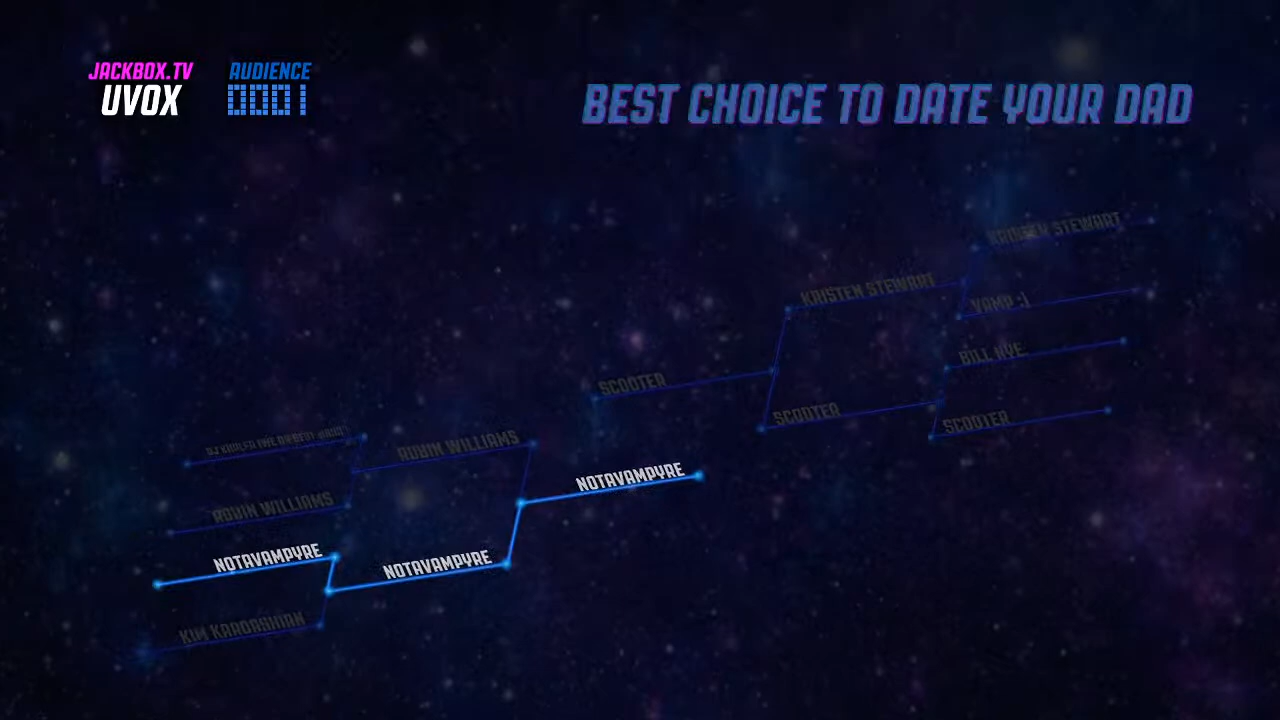 JACKBOX.TV
UVOX
AUDIENCE
0001
BEST CHOICE TO DATE YOUR DAD
KRISTEN STEWART
KRISTEN STEWART
VAMP :)
BILL NYE
SCOOTER
SCOOTER
SCOOTER
ROBIN WILLIAMS
NOTAVAMPYRE
ROBIN WILLIAMS
NOTAVAMPYRE
NOTAVAMPYRE
KIM KARDASHIAN